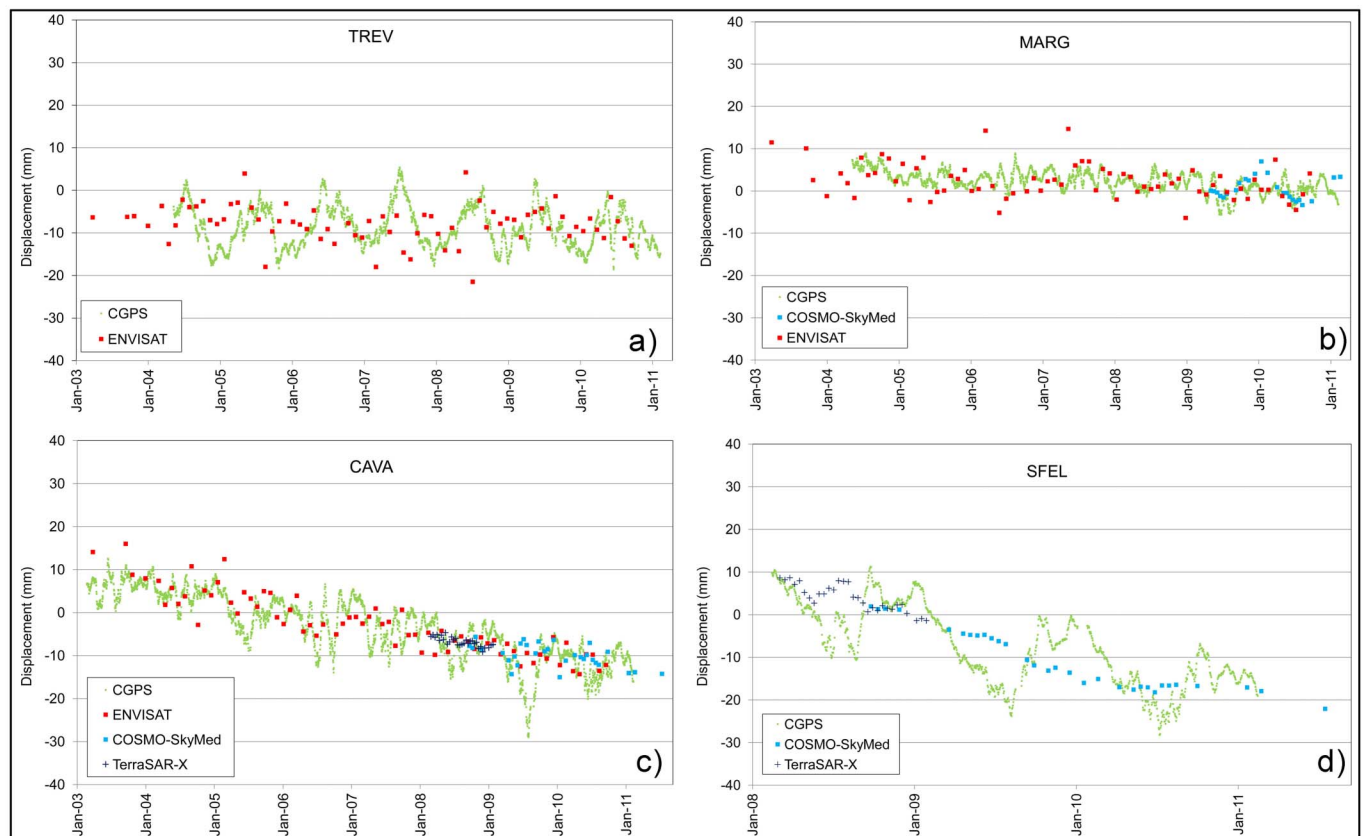 TREV
Displacement (mm)
40
30
20
10
0
-10
-20
-30
-40
CGPS
ENVISAT
a)
Jan-03
Jan-04
Jan-05
Jan-06
Jan-07
Jan-08
Jan-09
Jan-10
Jan-11
MARG
Displacement (mm)
40
30
20
10
0
-10
-20
-30
-40
CGPS
COSMO-SkyMed
ENVISAT
b)
Jan-03
Jan-04
Jan-05
Jan-06
Jan-07
Jan-08
Jan-09
Jan-10
Jan-11
CAVA
Displacement (mm)
40
30
20
10
0
-10
-20
-30
-40
CGPS
ENVISAT
COSMO-SkyMed
TerraSAR-X
c)
Jan-03
Jan-04
Jan-05
Jan-06
Jan-07
Jan-08
Jan-09
Jan-10
Jan-11
SFEL
Displacement (mm)
40
30
20
10
0
-10
-20
-30
-40
CGPS
COSMO-SkyMed
TerraSAR-X
d)
Jan-08
Jan-09
Jan-10
Jan-11